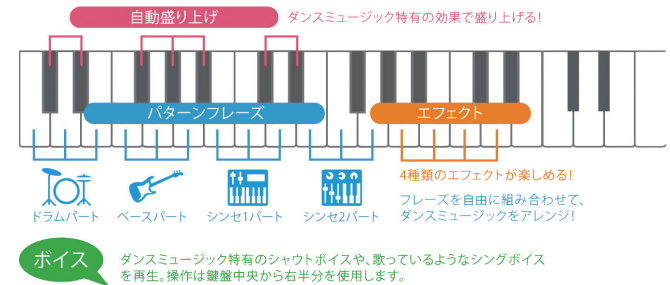 自動盛り上げ
ダンスミュージック特有の効果で盛り上げる!
パターンフレーズ
エフェクト
4種類のエフェクトが楽しめる!
ドラムパート
ベースパート
シンセ1パート
シンセ2パート
フレーズを自由に組み合わせて、
ダンスミュージックをアレンジ!
ボイス
ダンスミュージック特有のシャウトボイスや、歌っているようなシングボイス
を再生。操作は鍵盤中央から右半分を使用します。